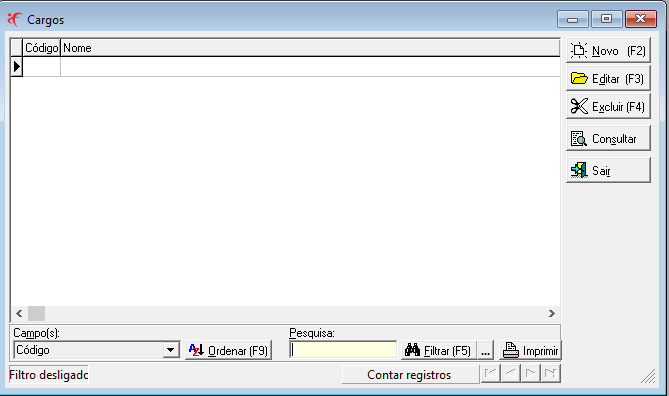 Cargos
Código Nome
Novo (F2)
Editar (F3)
Excluir (F4)
Consultar
Sair
Campo(s): Pesquisa:
Código Ordenar (F9) Filtrar (F5) ... Imprimir
Filtro desligado Contar registros